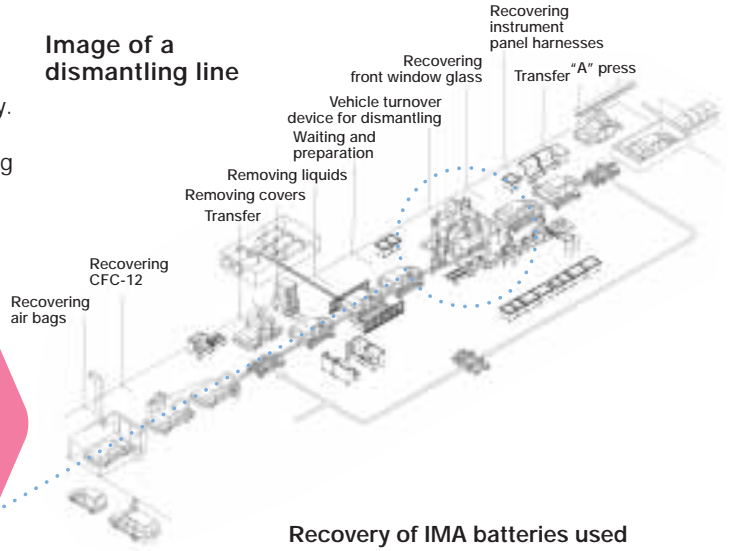 Image of a
dismantling line
y.
g
Recovering
instrument
panel harnesses
Recovering
front window glass
Transfer
"A" press
Vehicle turnover
device for dismantling
Waiting and
preparation
Removing liquids
Removing covers
Transfer
Recovering
CFC-12
Recovering
air bags
Recovery of IMA batteries used